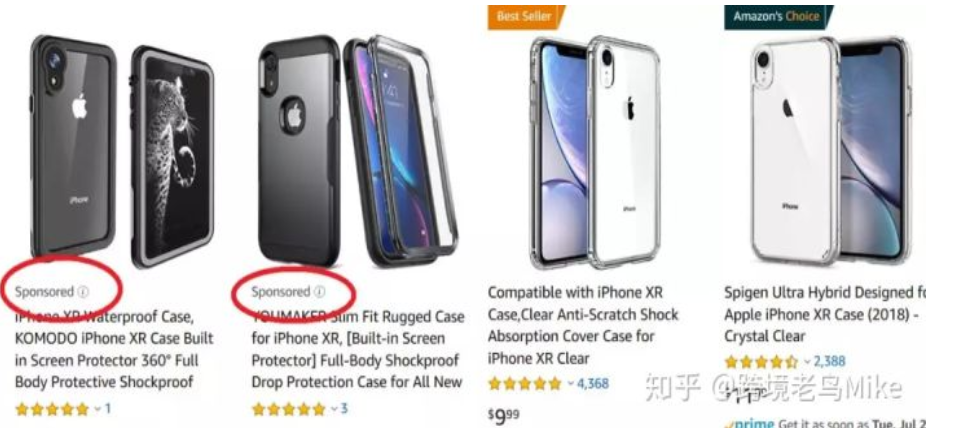 Best Seller
Amazon's Choice
iPhone
iPhone
iPhone
Sponsored
iPhone XR Waterproof Case,
KOMODO iPhone XR Case Built
in Screen Protector 360° Full
Body Protective Shockproof
1
Sponsored
YOUMAKER Slim Fit Rugged Case
for iPhone XR, [Built-in Screen
Protector] Full-Body Shockproof
Drop Protection Case for All New
3
Compatible with iPhone XR
Case,Clear Anti-Scratch Shock
Absorption Cover Case for
iPhone XR Clear
4,368
$9⁹⁹
Spigen Ultra Hybrid Designed fo
Apple iPhone XR Case (2018) -
Crystal Clear
2,388
prime Get it as soon as Tue, Jul 2
知乎 @跨境老鸟Mike